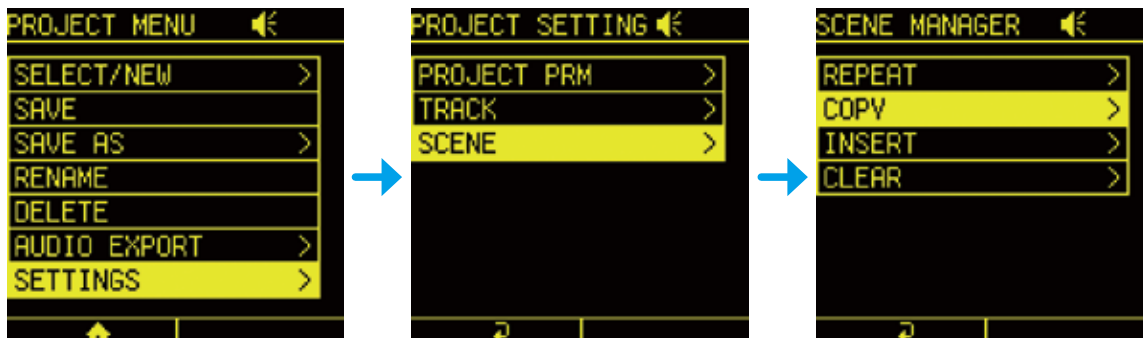 PROJECT MENU
SELECT/NEW >
SAVE
SAVE AS >
RENAME
DELETE
AUDIO EXPORT >
SETTINGS >
PROJECT SETTING
PROJECT PRM >
TRACK >
SCENE >
SCENE MANAGER
REPEAT >
COPY >
INSERT >
CLEAR >